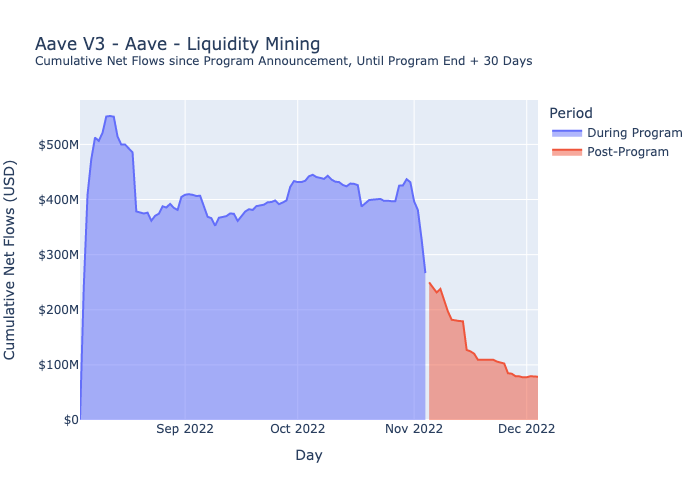 Aave V3 - Aave - Liquidity Mining
Cumulative Net Flows since Program Announcement, Until Program End + 30 Days
Period
During Program
Post-Program
Cumulative Net Flows (USD)
$500M
$400M
$300M
$200M
$100M
$0
Sep 2022
Oct 2022
Nov 2022
Dec 2022
Day